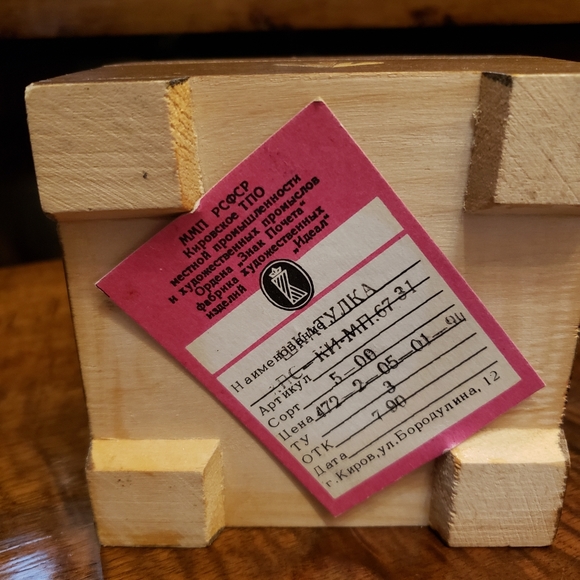 ММП РСФСР
Кировское ТПО
местной промышленности
и художественных промыслов
Ордена „Знак Почета“
фабрика художественных
изделий „Идеал“
Наименование ШКАТУЛКА
Артикул КИ-МП.67 31
Сорт
Цена 5—00
ТУ 472—2—05—01—94
ОТК 3
Дата 7 90
г. Киров, ул. Бородулина, 12